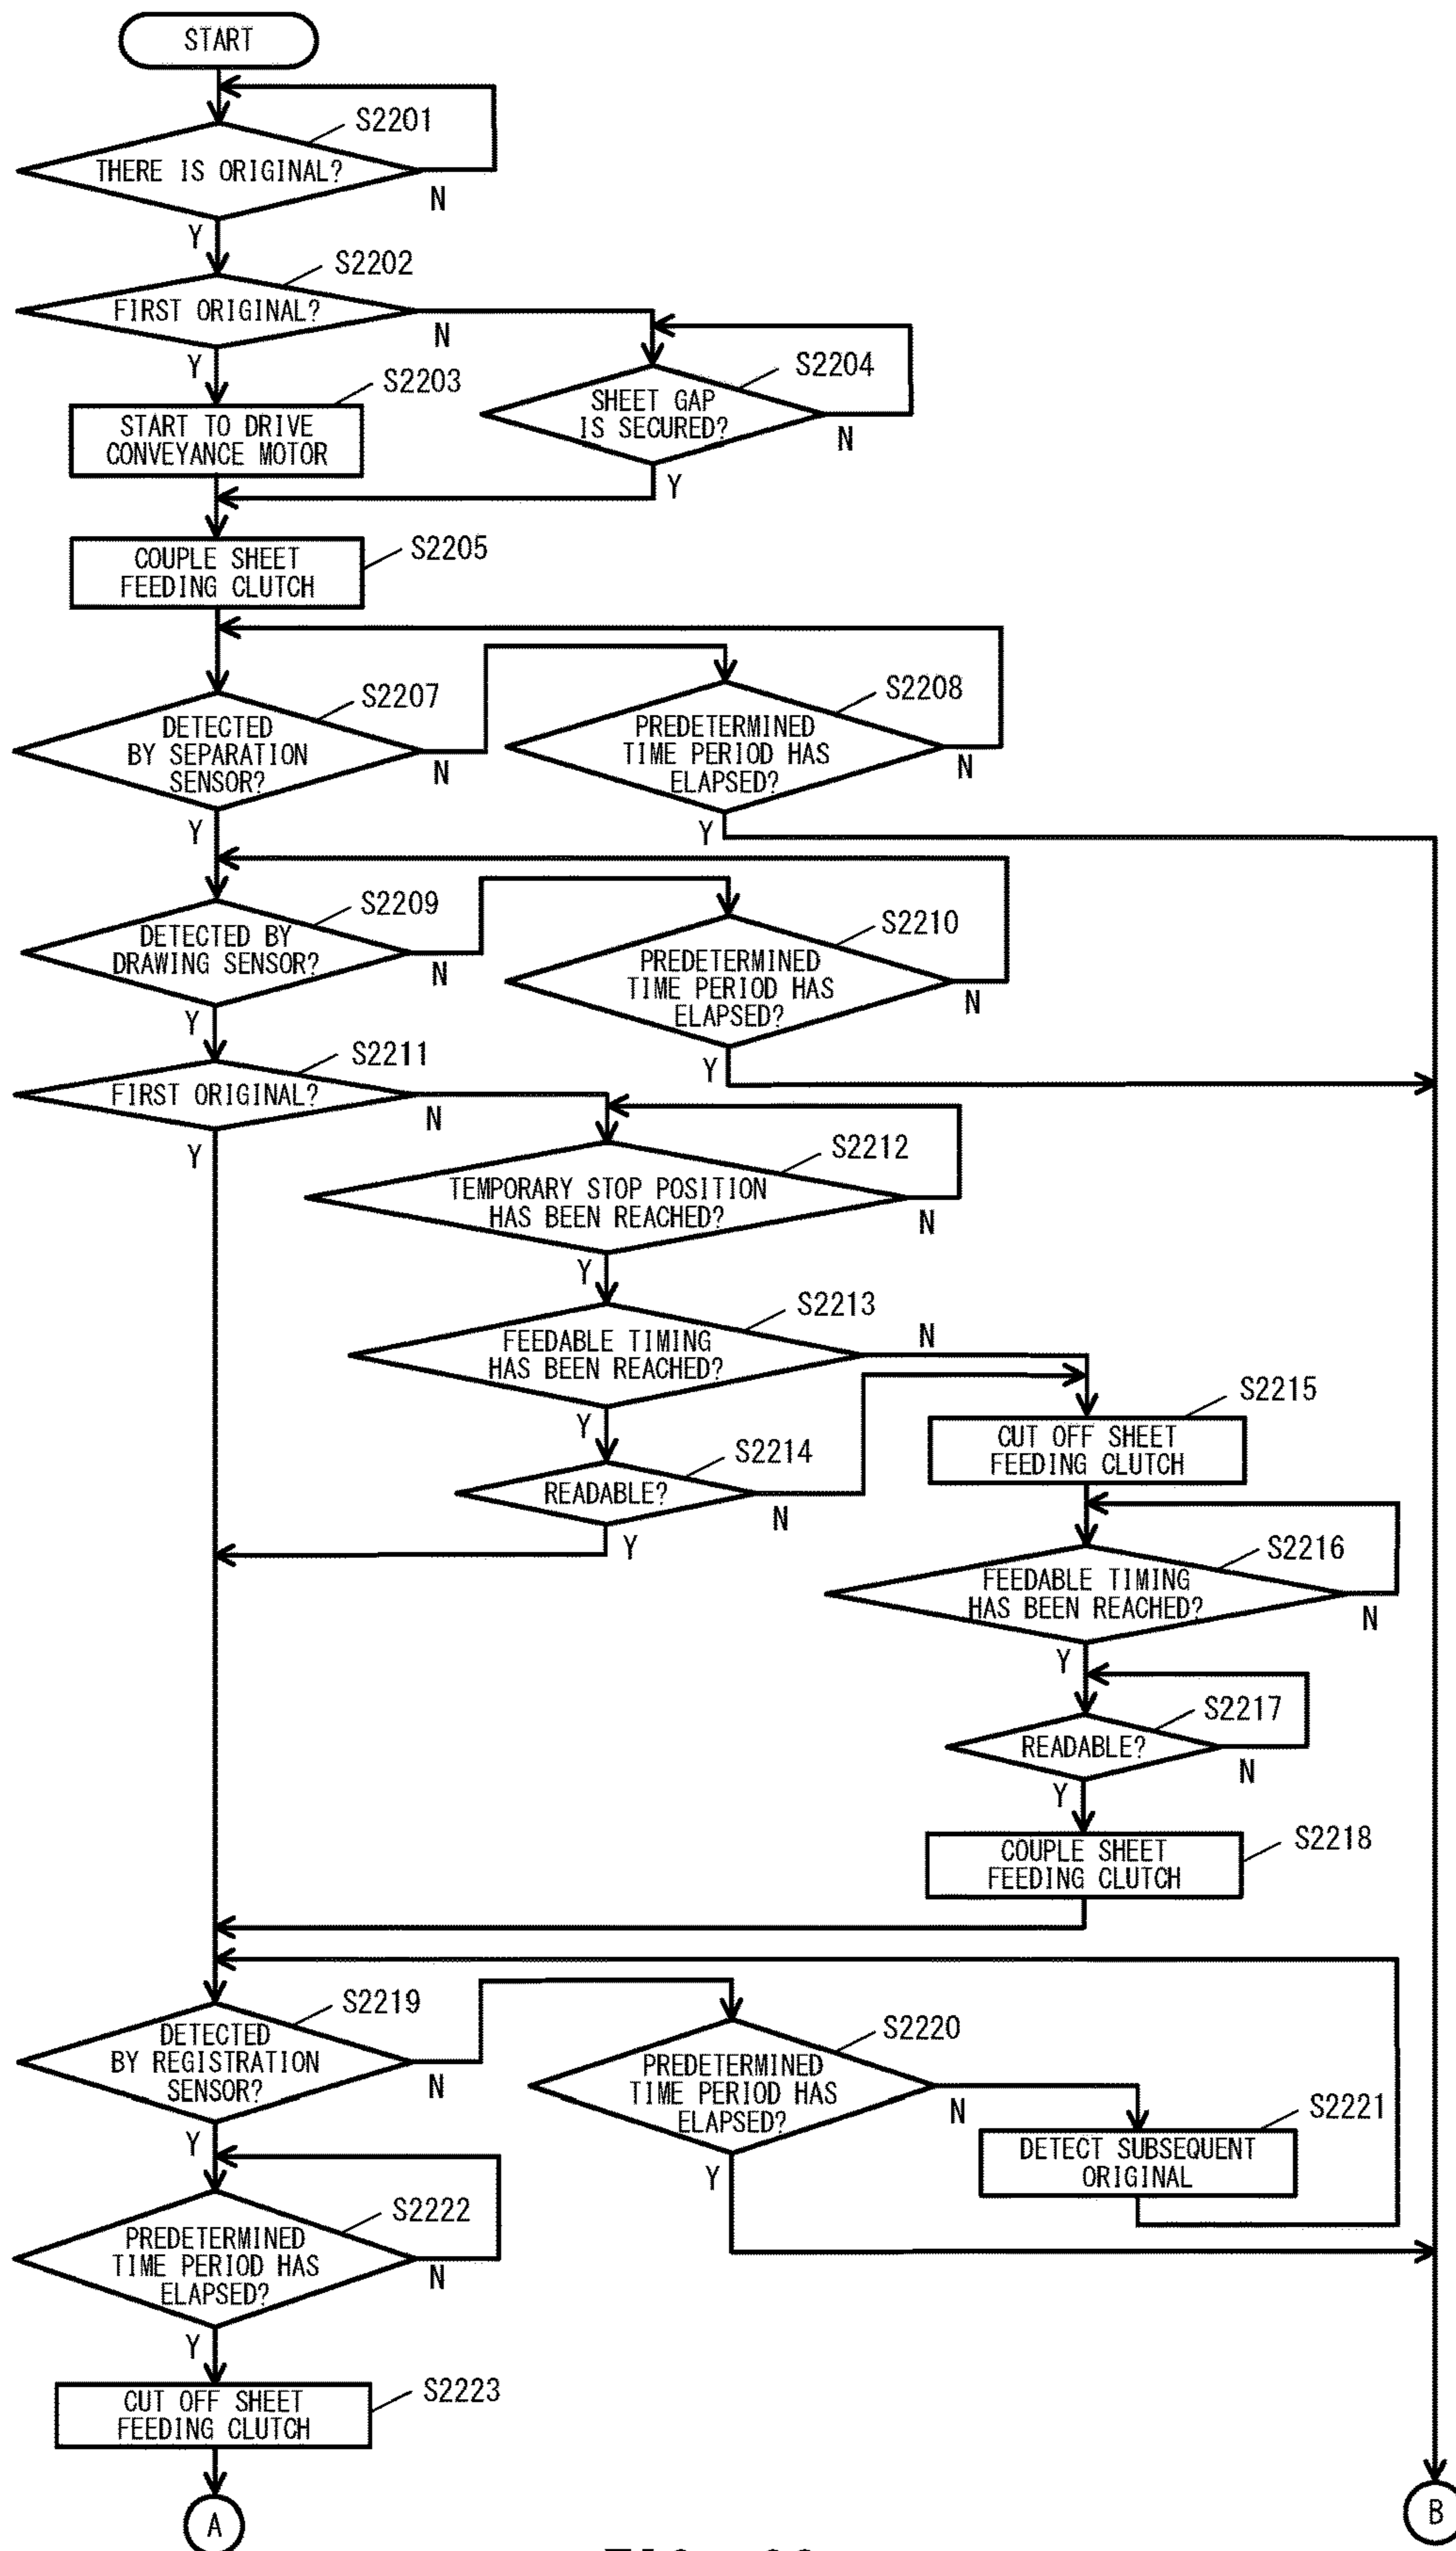 START
S2201
THERE IS ORIGINAL?
N
Y
S2202
FIRST ORIGINAL?
N
Y
S2203
START TO DRIVE
CONVEYANCE MOTOR
S2204
SHEET GAP
IS SECURED?
N
Y
S2205
COUPLE SHEET
FEEDING CLUTCH
S2207
DETECTED
BY SEPARATION
SENSOR?
N
Y
S2208
PREDETERMINED
TIME PERIOD HAS
ELAPSED?
N
Y
S2209
DETECTED BY
DRAWING SENSOR?
N
Y
S2210
PREDETERMINED
TIME PERIOD HAS
ELAPSED?
N
Y
S2211
FIRST ORIGINAL?
N
Y
S2212
TEMPORARY STOP POSITION
HAS BEEN REACHED?
N
Y
S2213
FEEDABLE TIMING
HAS BEEN REACHED?
N
Y
S2214
READABLE?
N
Y
S2215
CUT OFF SHEET
FEEDING CLUTCH
S2216
FEEDABLE TIMING
HAS BEEN REACHED?
N
Y
S2217
READABLE?
N
Y
S2218
COUPLE SHEET
FEEDING CLUTCH
S2219
DETECTED
BY REGISTRATION
SENSOR?
N
Y
S2220
PREDETERMINED
TIME PERIOD HAS
ELAPSED?
N
Y
S2221
DETECT SUBSEQUENT
ORIGINAL
S2222
PREDETERMINED
TIME PERIOD HAS
ELAPSED?
N
Y
S2223
CUT OFF SHEET
FEEDING CLUTCH
A
B